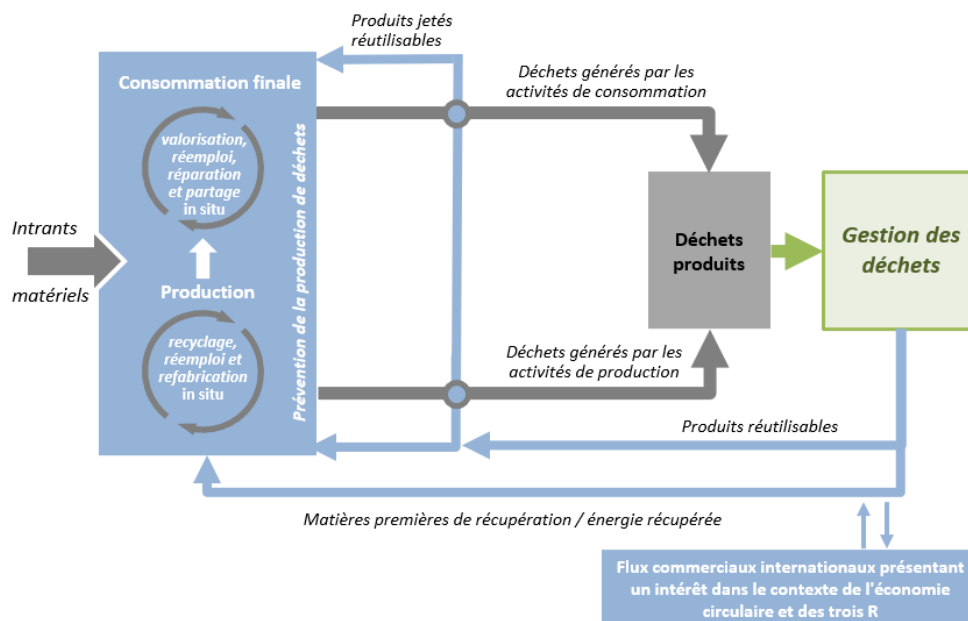 Produits jetés
réutilisables
Consommation finale
Déchets générés par les
activités de consommation
valorisation,
réemploi,
réparation
et partage
in situ
Prévention de la production de déchets
Intrants
matériels
Production
recyclage,
réemploi et
refabrication
in situ
Déchets
produits
Gestion des
déchets
Déchets générés par les
activités de production
Produits réutilisables
Matières premières de récupération / énergie récupérée
Flux commerciaux internationaux présentant
un intérêt dans le contexte de l'économie
circulaire et des trois R